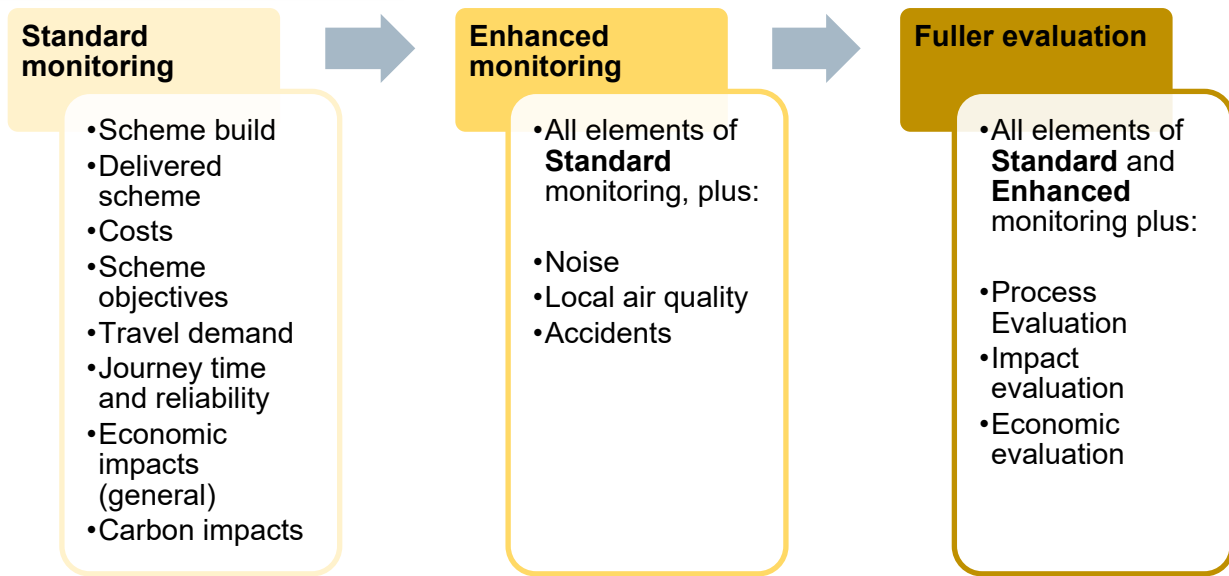 Standard
monitoring
•Scheme build
•Delivered
scheme
•Costs
•Scheme
objectives
•Travel demand
•Journey time
and reliability
•Economic
impacts
(general)
•Carbon impacts
Enhanced
monitoring
•All elements of
Standard
monitoring, plus:
•Noise
•Local air quality
•Accidents
Fuller evaluation
•All elements of
Standard and
Enhanced
monitoring plus:
•Process
Evaluation
•Impact
evaluation
•Economic
evaluation